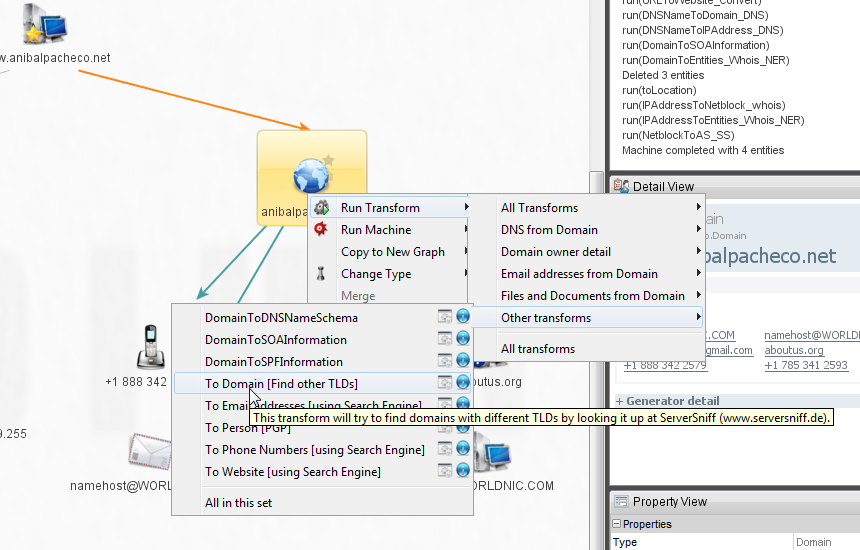 w.anibalpacheco.net
run(URLToWebsite_Convert)
run(DNSNameToDomain_DNS)
run(DNSNameToIPAddress_DNS)
run(DomainToSOAInformation)
run(DomainToEntities_Whois_NER)
Deleted 3 entities
run(toLocation)
run(IPAddressToNetblock_whois)
run(IPAddressToEntities_Whois_NER)
run(NetblockToAS_SS)
Machine completed with 4 entities
Detail View
ain
o.Domain
balpacheco.net
anibalpa
Run Transform
Run Machine
Copy to New Graph
Change Type
Merge
All Transforms
DNS from Domain
Domain owner detail
Email addresses from Domain
Files and Documents from Domain
Other transforms
All transforms
DomainToDNSNameSchema
DomainToSOAInformation
DomainToSPFInformation
To Domain [Find other TLDs]
To Email Addresses [using Search Engine]
To Person [PGP]
To Phone Numbers [using Search Engine]
To Website [using Search Engine]
All in this set
This transform will try to find domains with different TLDs by looking it up at ServerSniff (www.serversniff.de).
+1 888 342
outus.org
9.255
namehost@WORL
RLDNIC.COM
IC.COM
namehost@WORLD
gmail.com
aboutus.org
+1 888 342 2579
+1 785 341 2593
+ Generator detail
Property View
Properties
Type
Domain